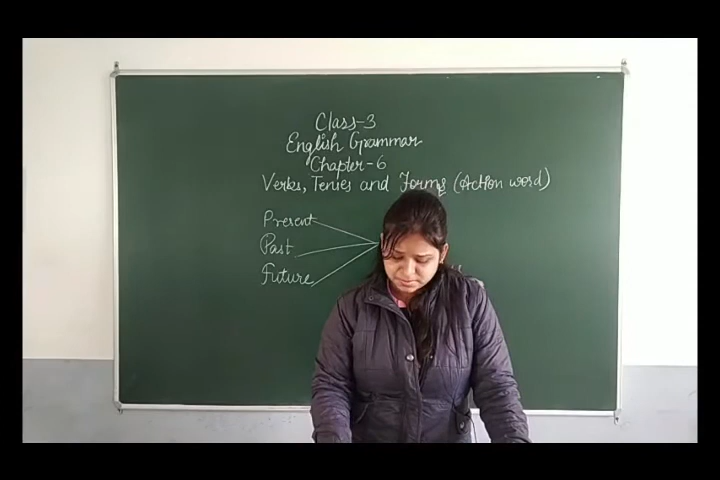 Class-3
English Grammar
Chapter-6
Verbs, Tenses and Forms (Action word)
Present
Past
Future